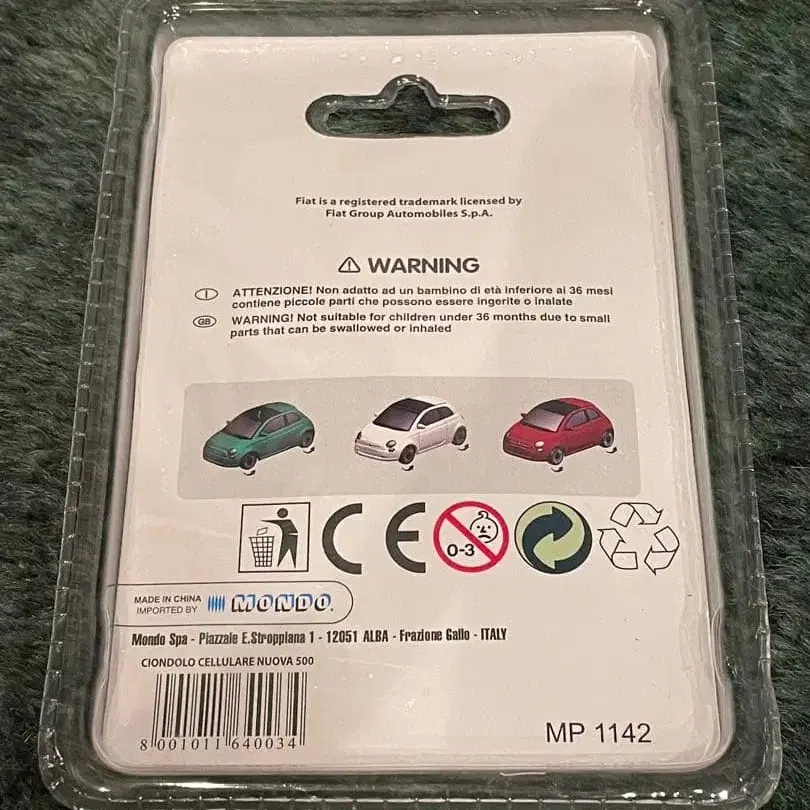 Fiat is a registered trademark licensed by
Fiat Group Automobiles S.p.A.
WARNING
I ATTENZIONE! Non adatto ad un bambino di età inferiore ai 36 mesi
contiene piccole parti che possono essere ingerite o inalate
GB WARNING! Not suitable for children under 36 months due to small
parts that can be swallowed or inhaled
CE
0-3
MADE IN CHINA
IMPORTED BY MONDO.
Mondo Spa - Piazzale E.Stroppiana 1 - 12051 ALBA - Frazione Gallo - ITALY
CIONDOLO CELLULARE NUOVA 500
8 001011 640034
MP 1142